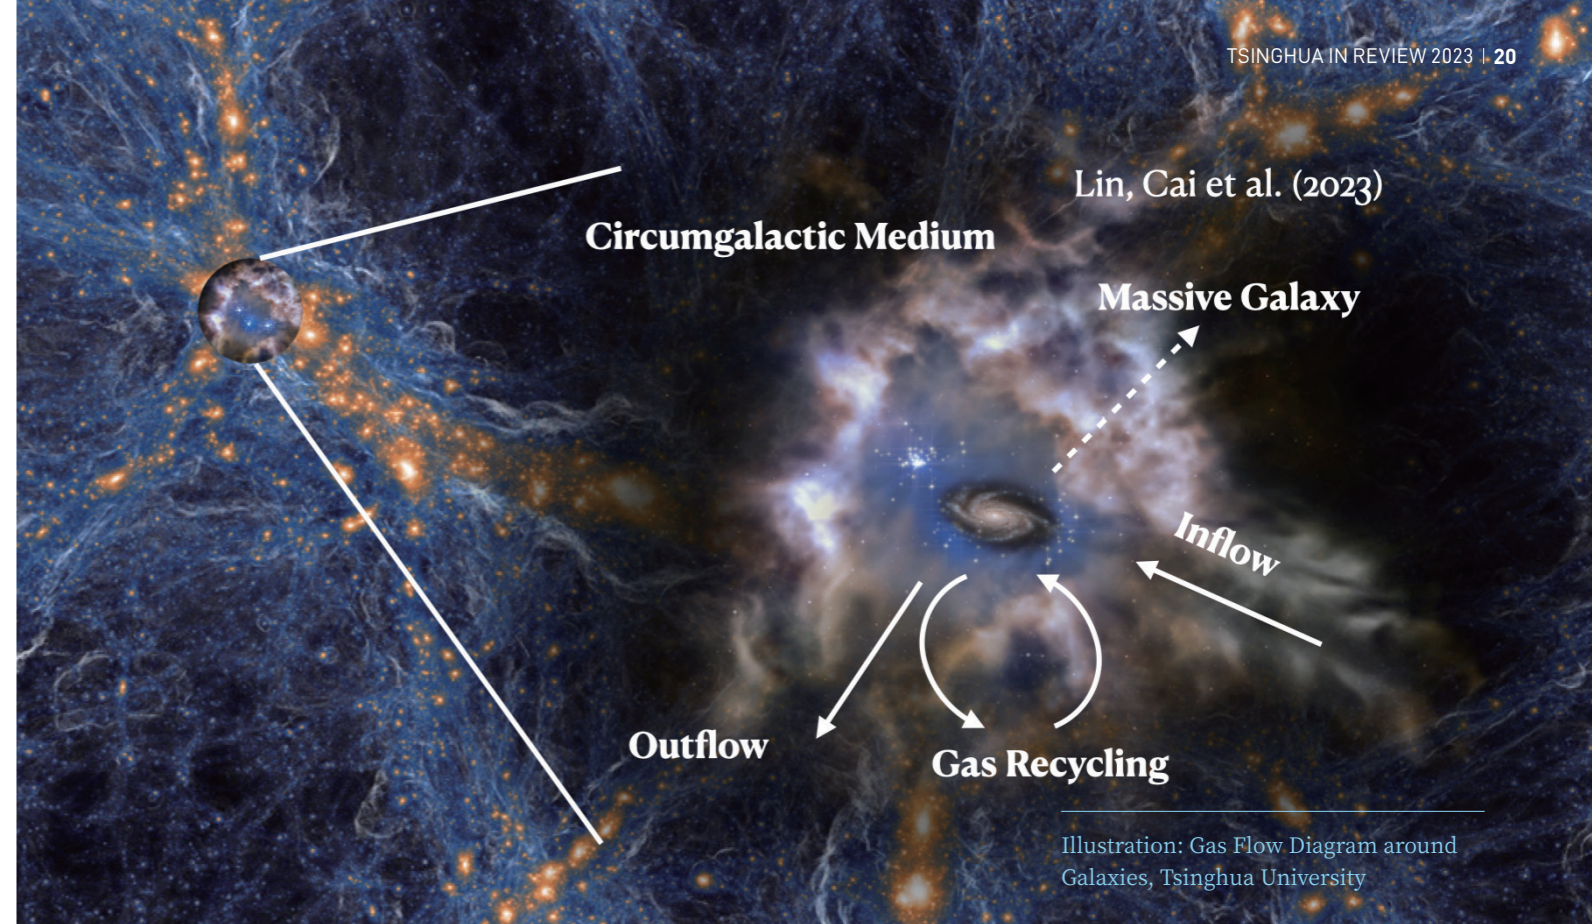 TSINGHUA IN REVIEW 2023 | 20
Lin, Cai et al. (2023)
Circumgalactic Medium
Massive Galaxy
Inflow
Outflow
Gas Recycling
Illustration: Gas Flow Diagram around
Galaxies, Tsinghua University